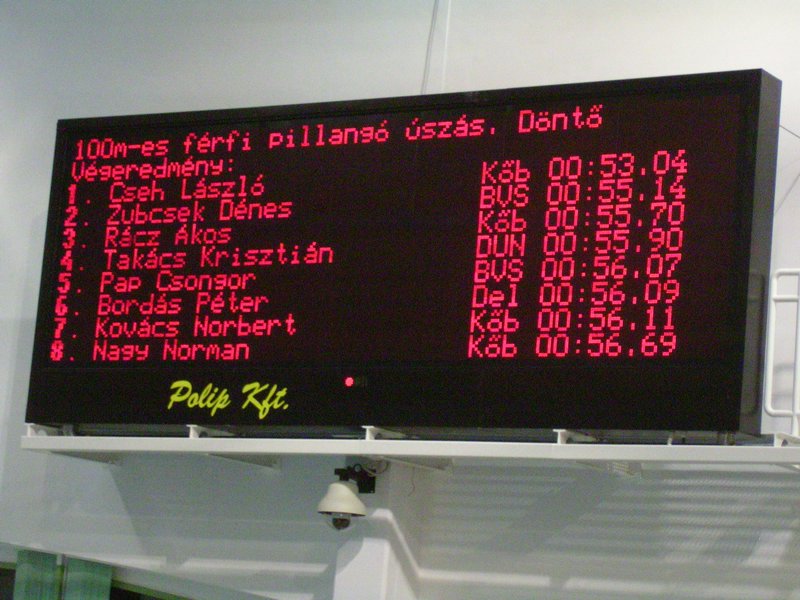 100m-es férfi pillangó úszás. Döntő
Végeredmény:
1. Cseh László Kőb 00:53.04
2. Zubcsek Dénes BVS 00:55.14
3. Rácz Ákos Kőb 00:55.70
4. Takács Krisztián DUN 00:55.90
5. Pap Csongor BVS 00:56.07
6. Bordás Péter Del 00:56.09
7. Kovács Norbert Kőb 00:56.11
8. Nagy Norman Kőb 00:56.69
Polip Kft.